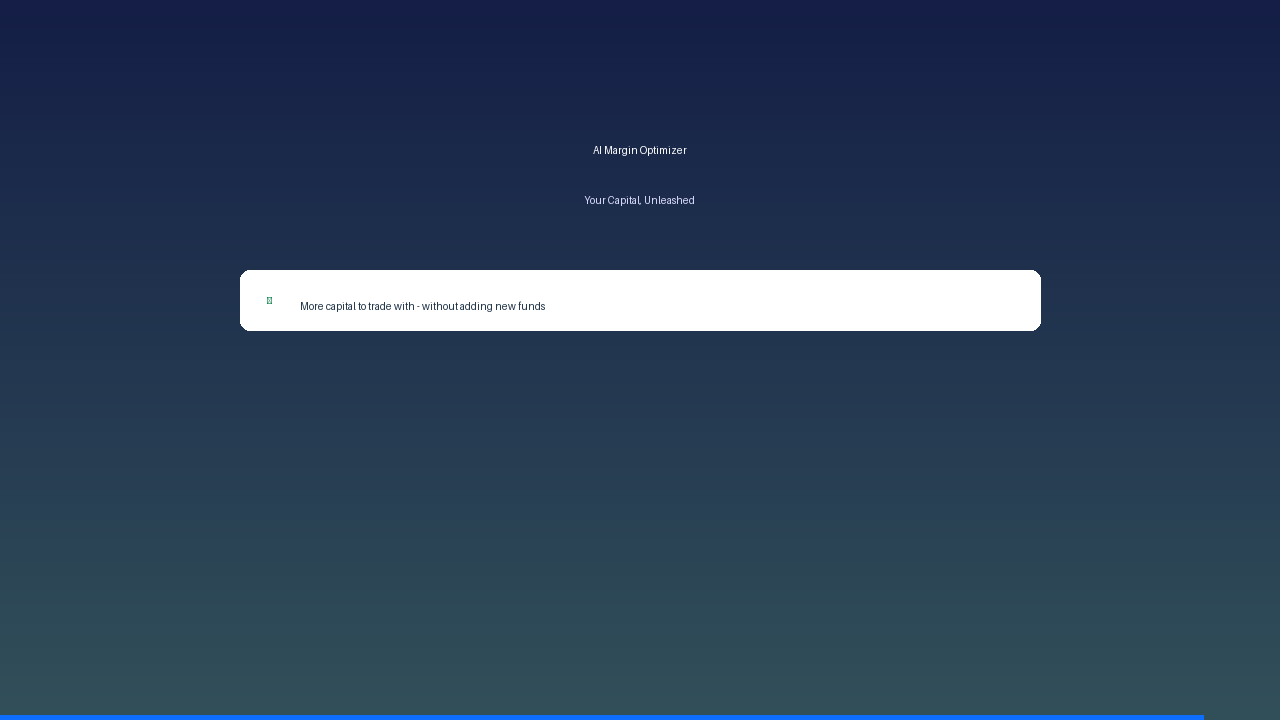 AI Margin Optimizer
Your Capital, Unleashed
More capital to trade with - without adding new funds